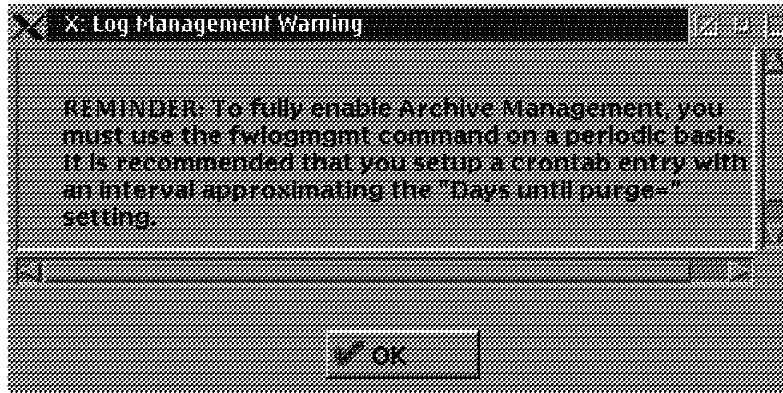 X: Log Management Warning
REMINDER: To fully enable Archive Management, you
must use the fwlogmgmt command on a periodic basis.
It is recommended that you setup a crontab entry with
an interval approximating the "Days until purge="
setting.
OK